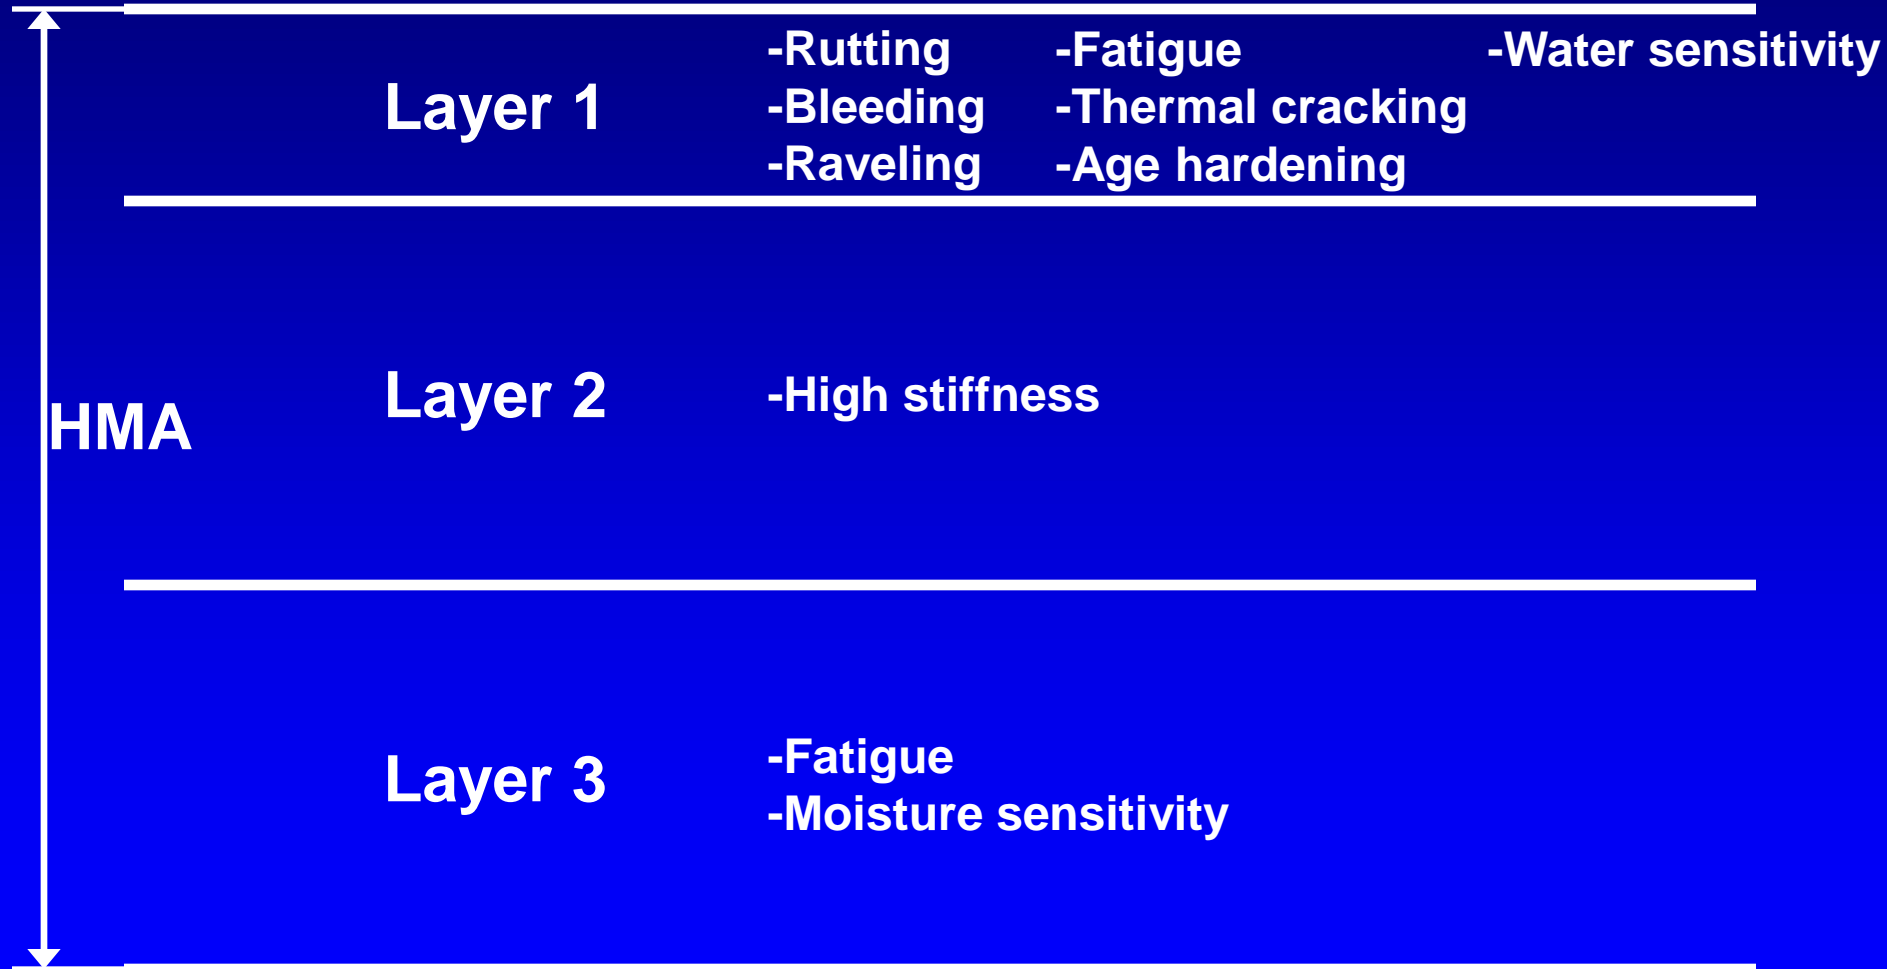 Layer 1
-Rutting
-Bleeding
-Raveling
-Fatigue
-Thermal cracking
-Age hardening
-Water sensitivity
HMA
Layer 2
-High stiffness
Layer 3
-Fatigue
-Moisture sensitivity